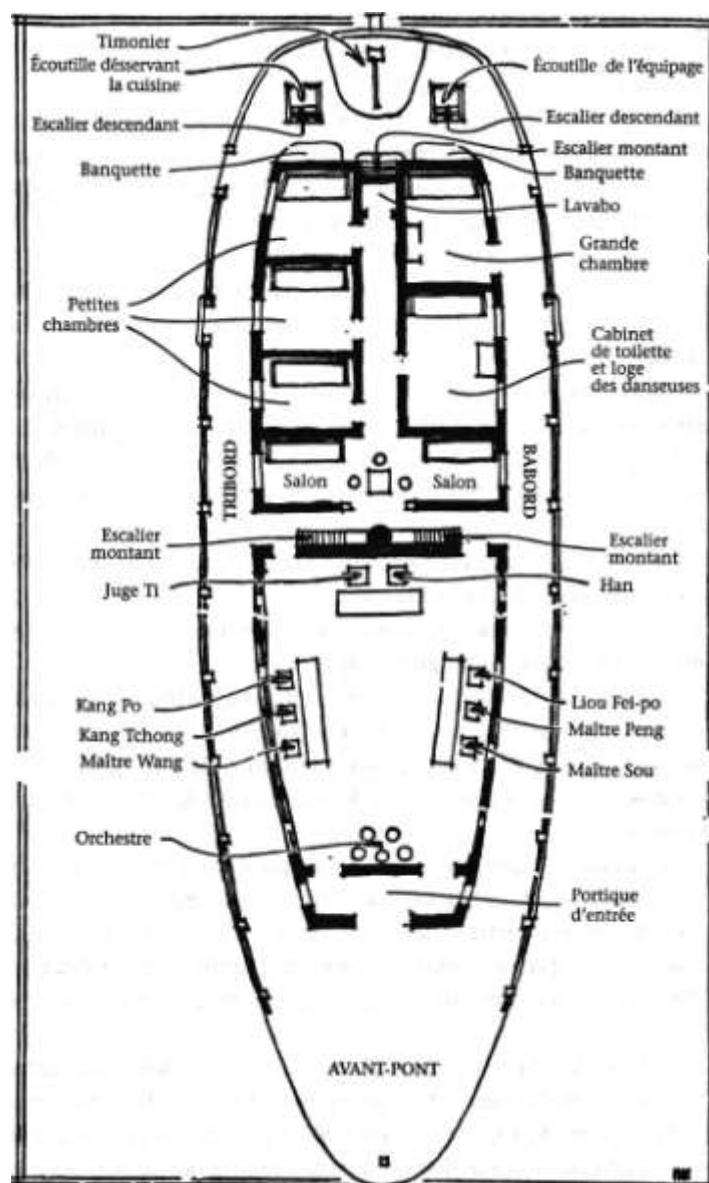 Timonier
Écoutille désservant
la cuisine
Écoutille de l'équipage
Escalier descendant
Escalier descendant
Escalier montant
Banquette
Banquette
Lavabo
Grande
chambre
Petites
chambres
Cabinet
de toilette
et loge
des danseuses
TRIBORD
Salon
Salon
BABORD
Escalier
montant
Escalier
montant
Juge Ti
Han
Kang Po
Liou Fei-po
Kang Tchong
Maître Peng
Maître Wang
Maître Sou
Orchestre
Portique
d'entrée
AVANT-PONT